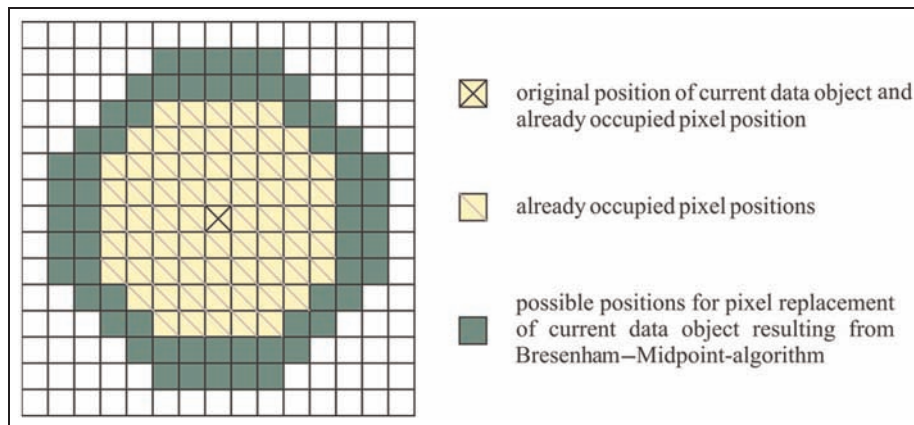 original position of current data object and
already occupied pixel position
already occupied pixel positions
possible positions for pixel replacement
of current data object resulting from
Bresenham–Midpoint-algorithm